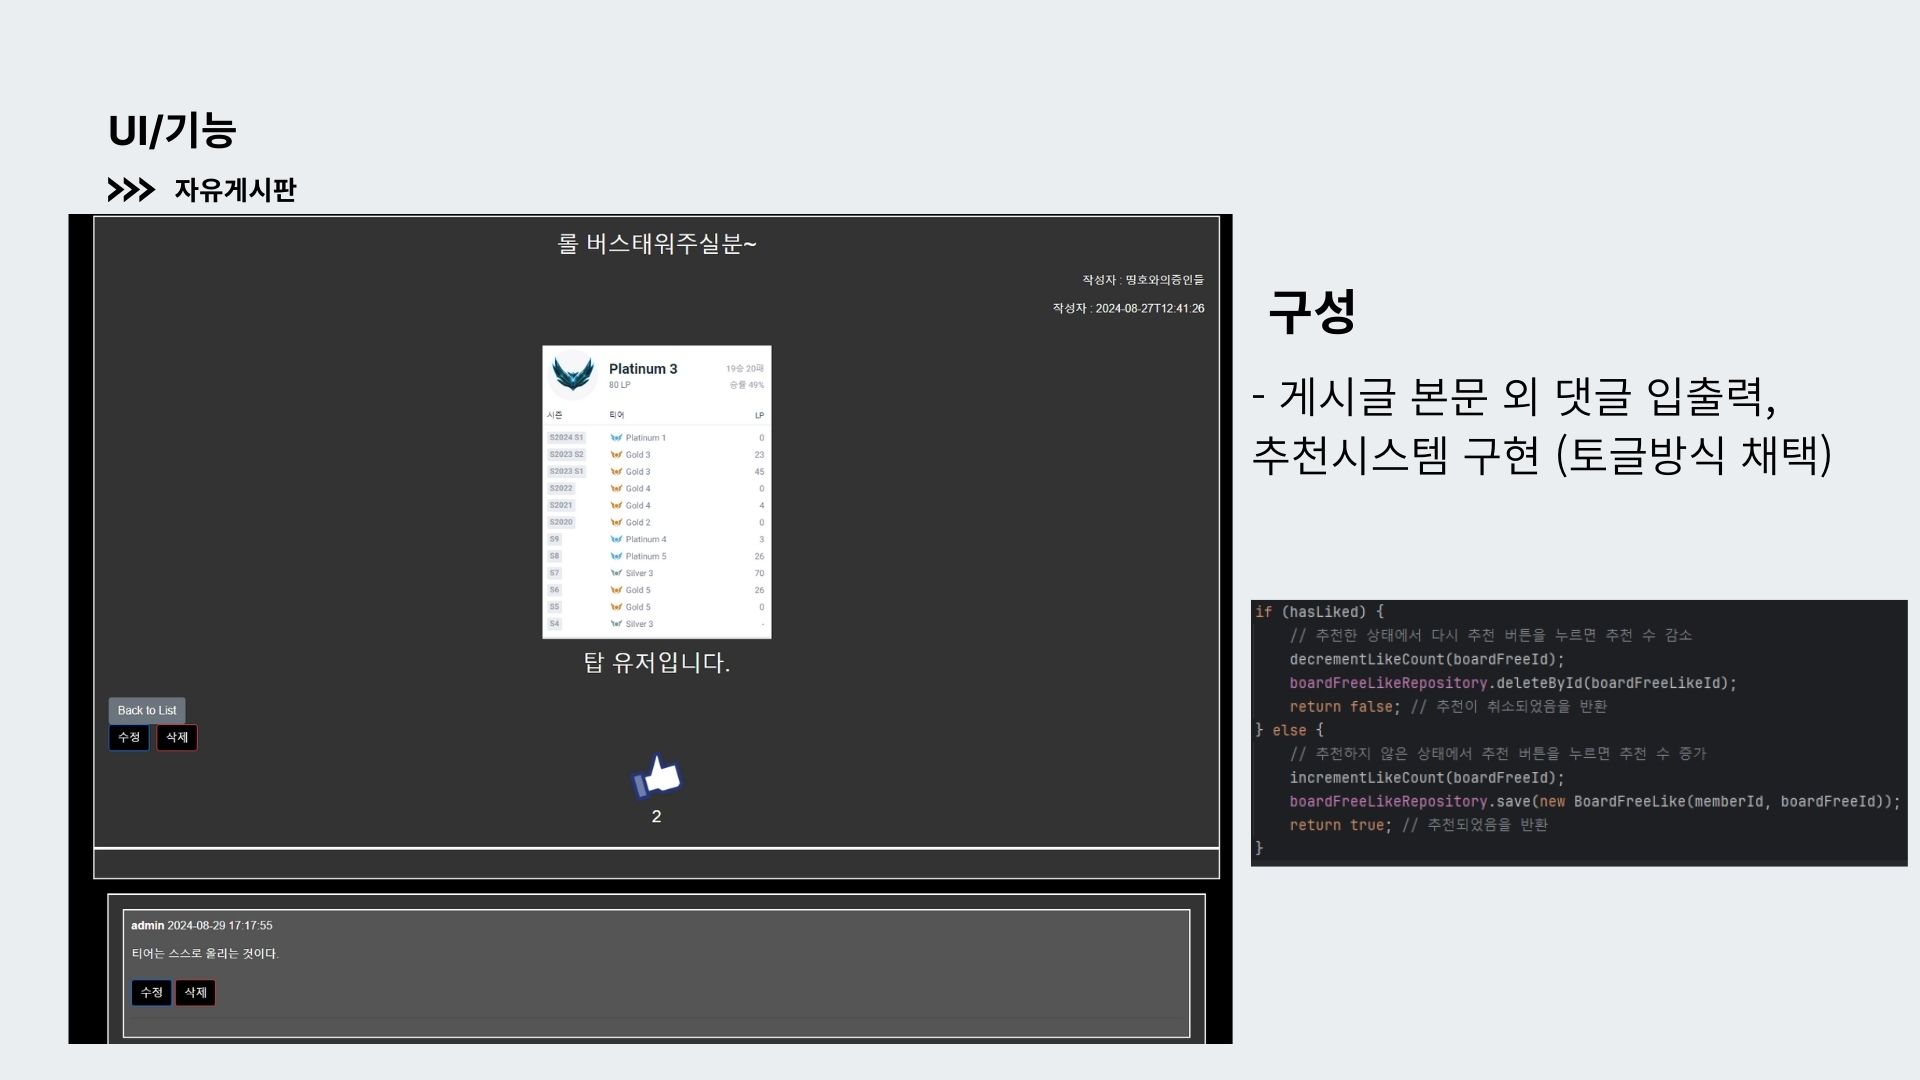 UI/기능
자유게시판
롤 버스태워주실분~
작성자 : 띵호와의증인들
작성자 : 2024-08-27T12:41:26
Platinum 3 19승 20패
80 LP 승률 49%
시즌 티어 LP
S2024 S1 Platinum 1 0
S2023 S2 Gold 3 23
S2023 S1 Gold 3 45
S2022 Gold 4 0
S2021 Gold 4 4
S2020 Gold 2 0
S9 Platinum 4 3
S8 Platinum 5 26
S7 Silver 3 70
S6 Gold 5 26
S5 Gold 5 0
S4 Silver 3 -
탑 유저입니다.
Back to List
수정 삭제
2
admin 2024-08-29 17:17:55
티어는 스스로 올리는 것이다.
수정 삭제
구성
- 게시글 본문 외 댓글 입출력,
추천시스템 구현 (토글방식 채택)
if (hasLiked) {
// 추천한 상태에서 다시 추천 버튼을 누르면 추천 수 감소
decrementLikeCount(boardFreeId);
boardFreeLikeRepository.deleteById(boardFreeLikeId);
return false; // 추천이 취소되었음을 반환
} else {
// 추천하지 않은 상태에서 추천 버튼을 누르면 추천 수 증가
incrementLikeCount(boardFreeId);
boardFreeLikeRepository.save(new BoardFreeLike(memberId, boardFreeId));
return true; // 추천되었음을 반환
}